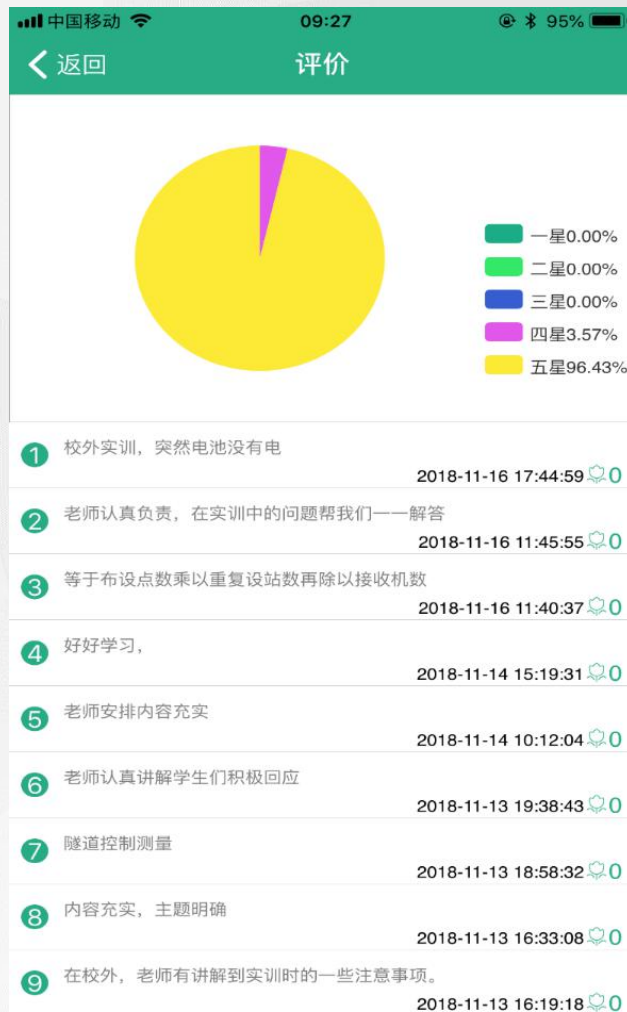 中国移动 09:27 95%
返回 评价
一星0.00%
二星0.00%
三星0.00%
四星3.57%
五星96.43%
1 校外实训，突然电池没有电
2018-11-16 17:44:59 0
2 老师认真负责，在实训中的问题帮我们一一解答
2018-11-16 11:45:55 0
3 等于布设点数乘以重复设站数再除以接收机数
2018-11-16 11:40:37 0
4 好好学习，
2018-11-14 15:19:31 0
5 老师安排内容充实
2018-11-14 10:12:04 0
6 老师认真讲解学生们积极回应
2018-11-13 19:38:43 0
7 隧道控制测量
2018-11-13 18:58:32 0
8 内容充实，主题明确
2018-11-13 16:33:08 0
9 在校外，老师有讲解到实训时的一些注意事项。
2018-11-13 16:19:18 0